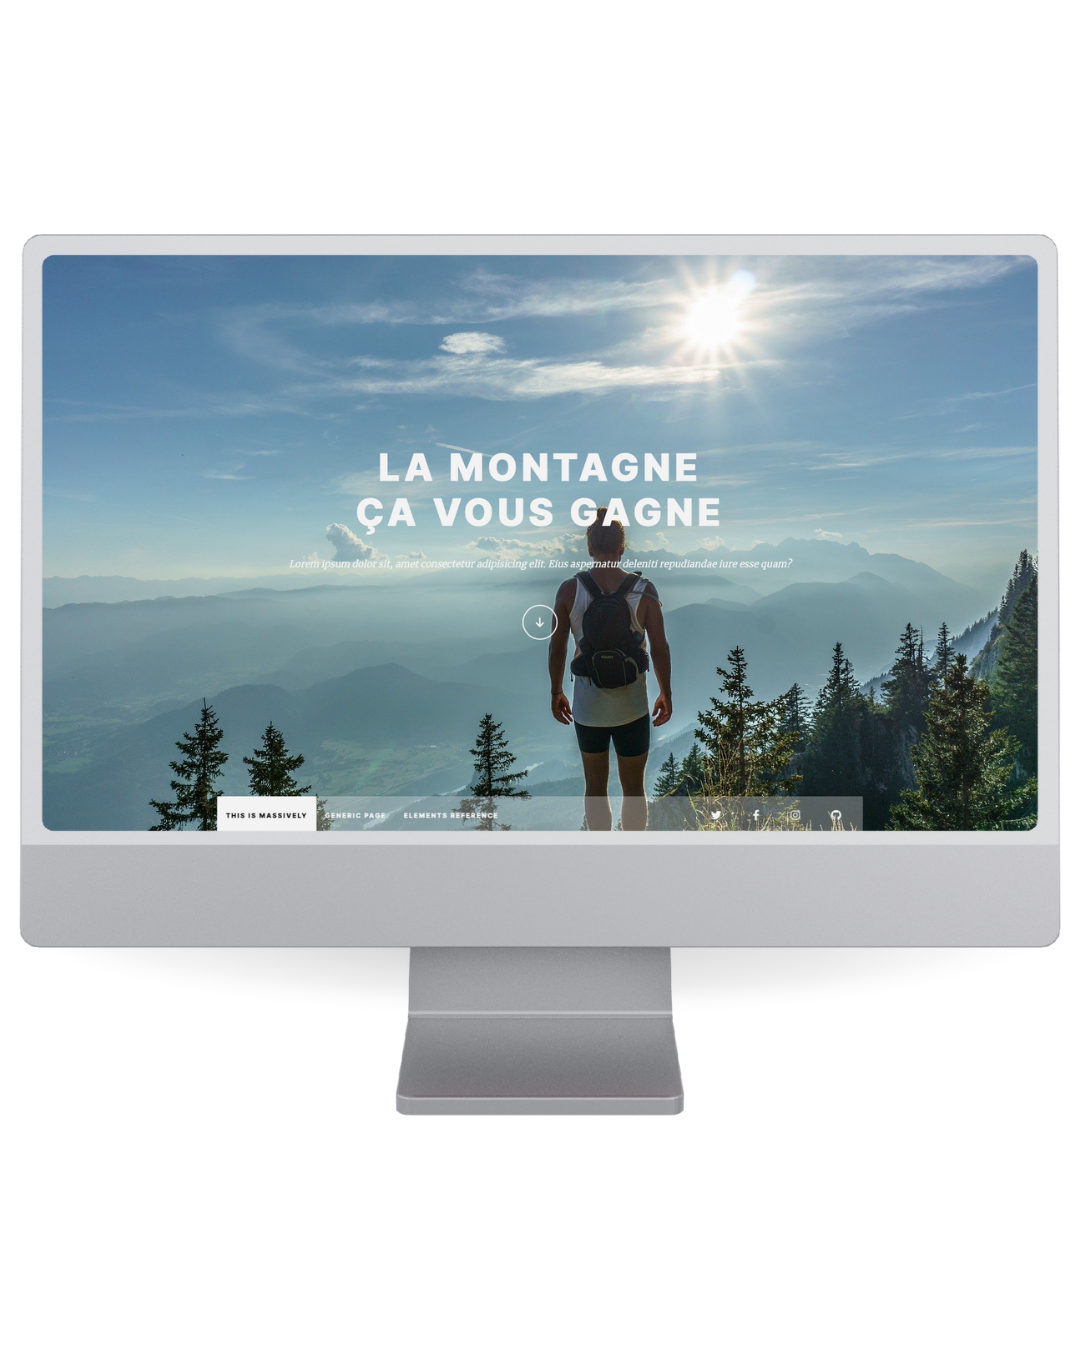 LA MONTAGNE
ÇA VOUS GAGNE
Lorem ipsum dolor sit, amet consectetur adipisicing elit. Eius aspernatur deleniti repudiandae iure esse quam?
THIS IS MASSIVELY GENERIC PAGE ELEMENTS REFERENCE